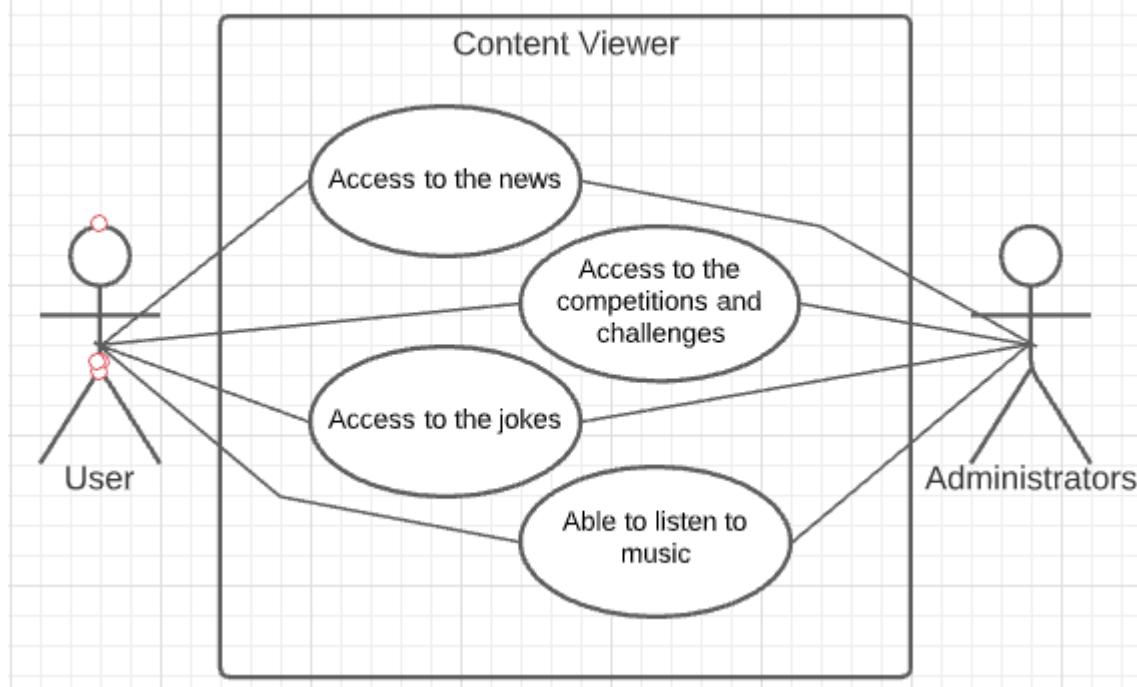 Content Viewer
Access to the news
Access to the
competitions and
challenges
Access to the jokes
User
Administrators
Able to listen to
music